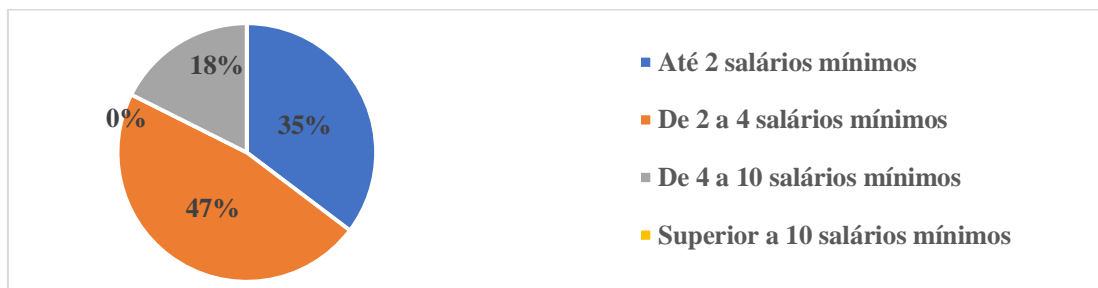 18%
0%
35%
47%
Até 2 salários mínimos
De 2 a 4 salários mínimos
De 4 a 10 salários mínimos
Superior a 10 salários mínimos